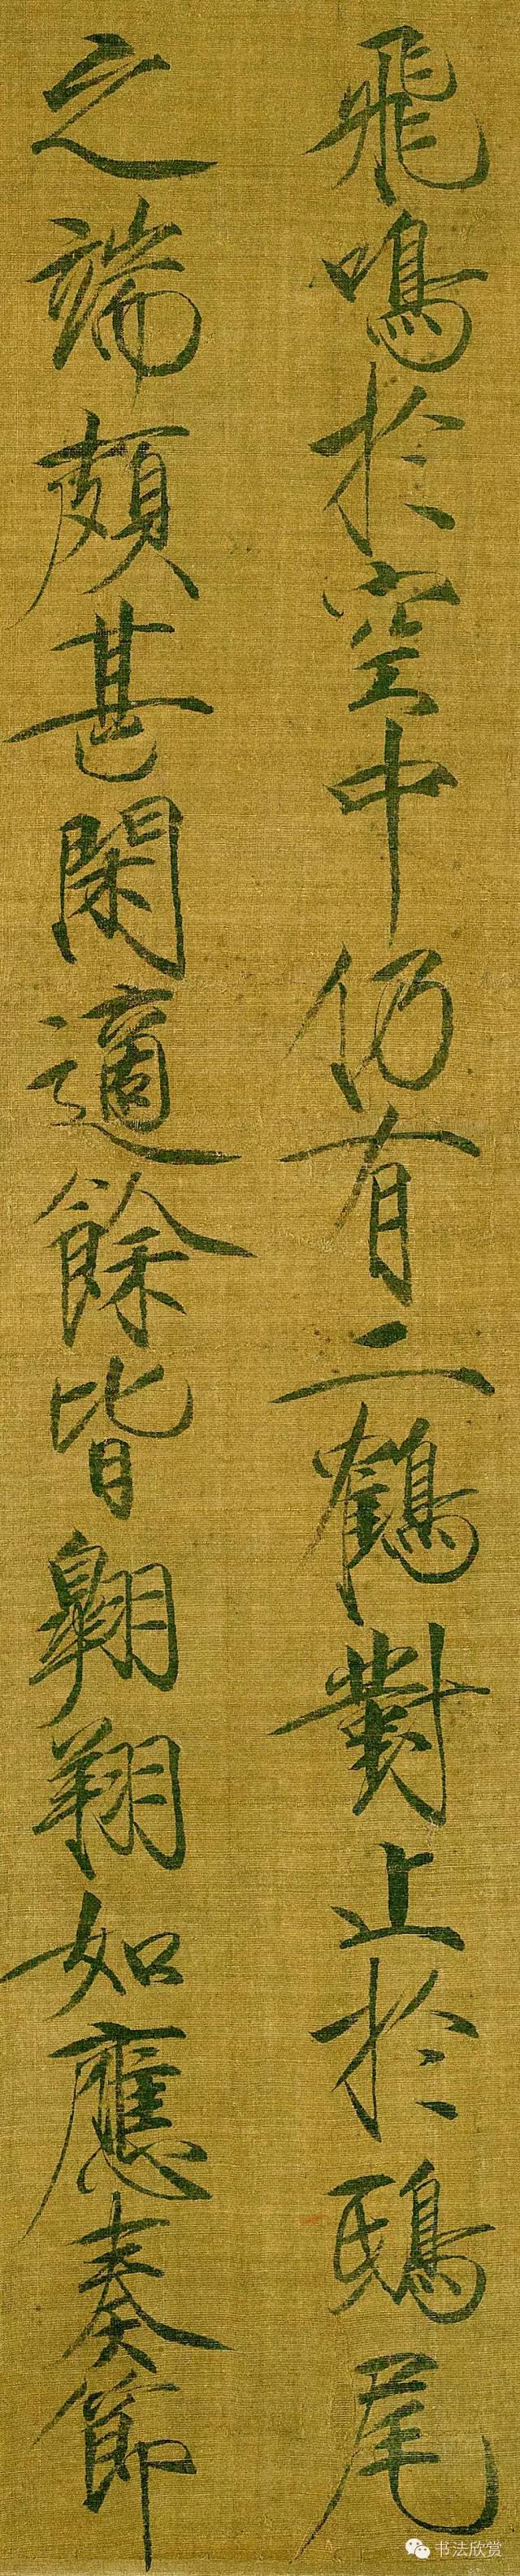 飛鳴於空中仍有二鶴對止於鴟尾
之端頗甚閑適餘皆翺翔如應奏節
书法欣赏